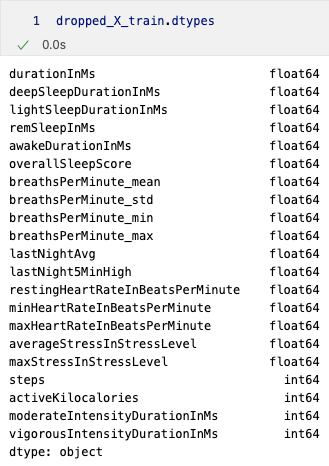 1 dropped_X_train.dtypes
✓ 0.0s
durationInMs float64
deepSleepDurationInMs float64
lightSleepDurationInMs float64
remSleepInMs float64
awakeDurationInMs float64
overallSleepScore float64
breathsPerMinute_mean float64
breathsPerMinute_std float64
breathsPerMinute_min float64
breathsPerMinute_max float64
lastNightAvg float64
lastNight5MinHigh float64
restingHeartRateInBeatsPerMinute float64
minHeartRateInBeatsPerMinute float64
maxHeartRateInBeatsPerMinute float64
averageStressInStressLevel float64
maxStressInStressLevel float64
steps int64
activeKilocalories int64
moderateIntensityDurationInMs int64
vigorousIntensityDurationInMs int64
dtype: object